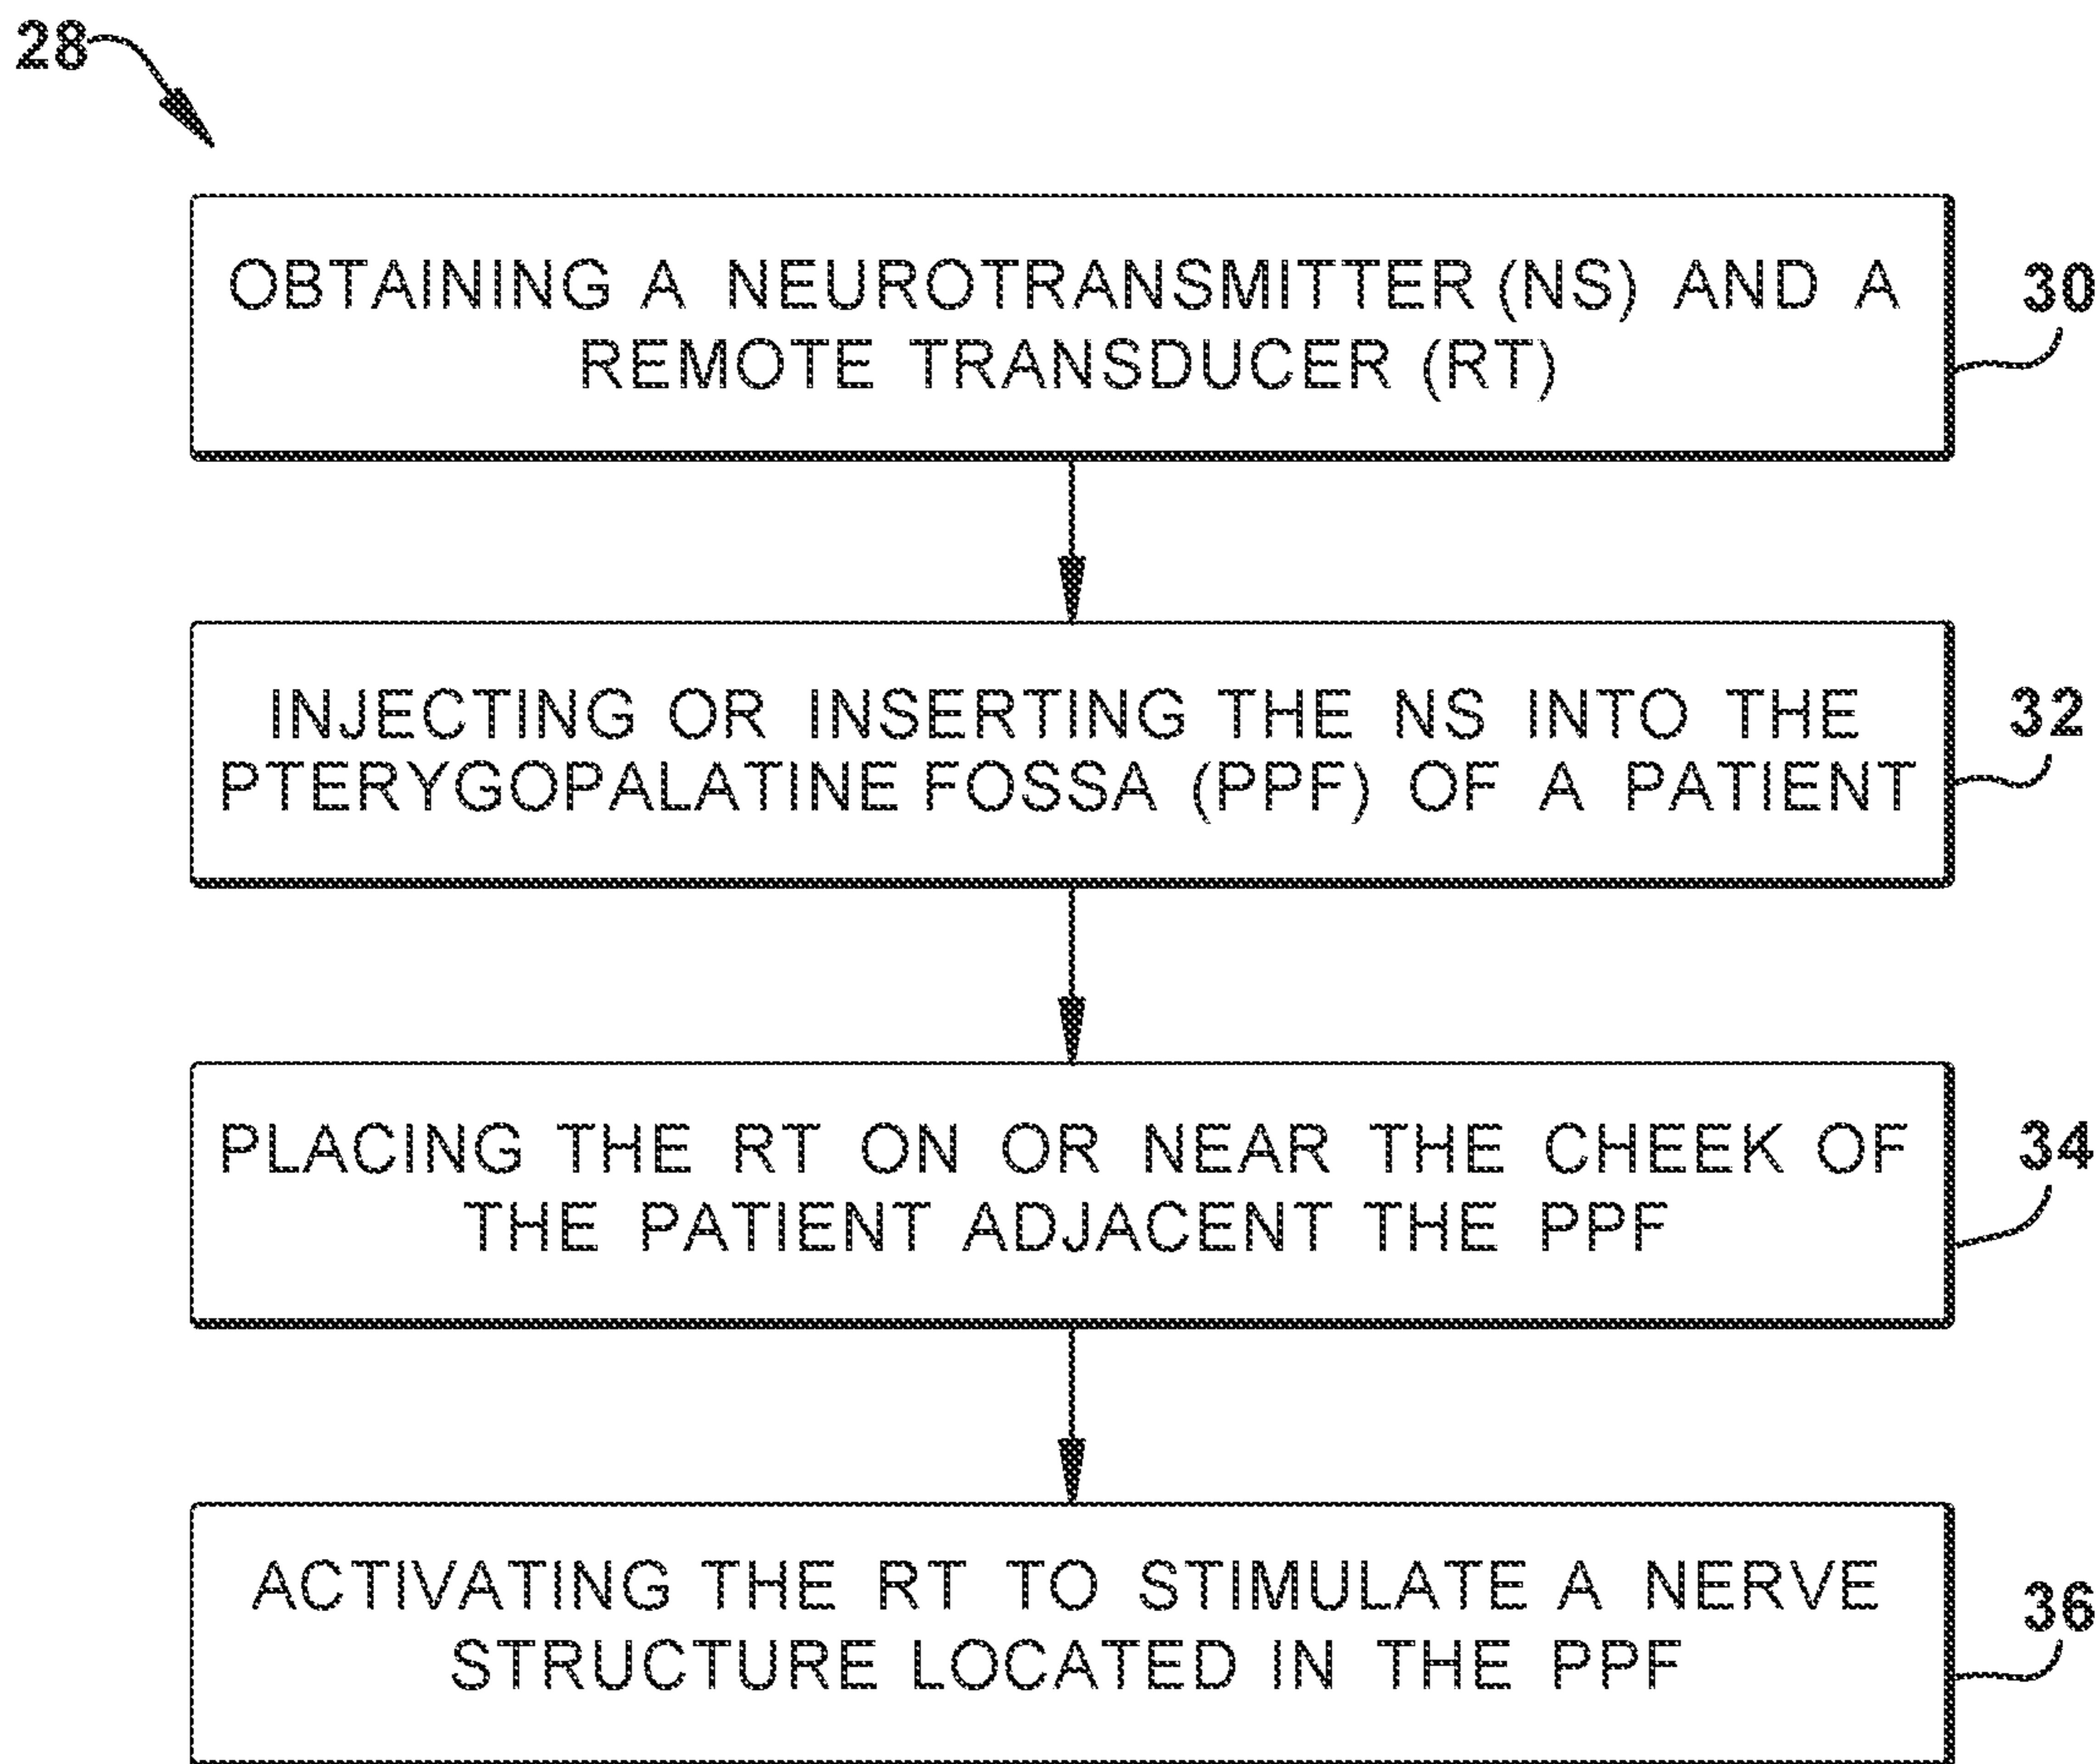 28
OBTAINING A NEUROTRANSMITTER (NS) AND A
REMOTE TRANSDUCER (RT)
30
INJECTING OR INSERTING THE NS INTO THE
PTERYGOPALATINE FOSSA (PPF) OF A PATIENT
32
PLACING THE RT ON OR NEAR THE CHEEK OF
THE PATIENT ADJACENT THE PPF
34
ACTIVATING THE RT TO STIMULATE A NERVE
STRUCTURE LOCATED IN THE PPF
36